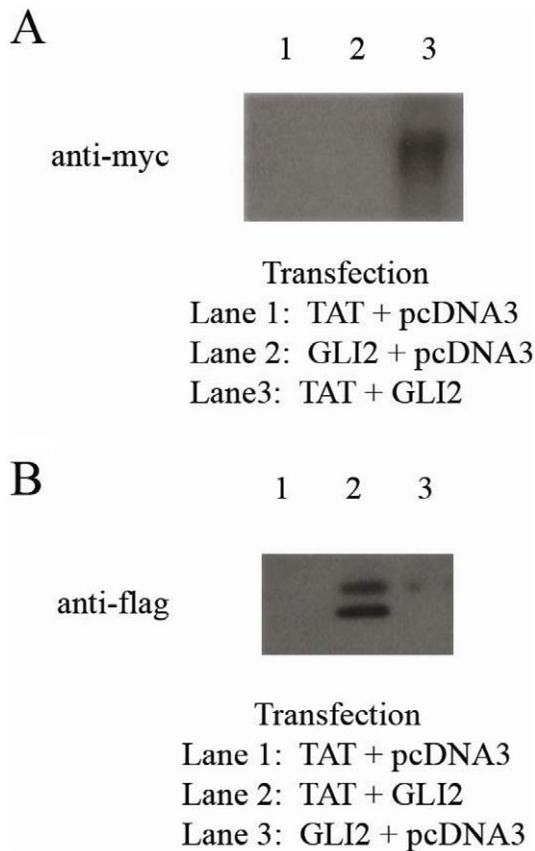 A
1 2 3
anti-myc
Transfection
Lane 1: TAT + pcDNA3
Lane 2: GLI2 + pcDNA3
Lane3: TAT + GLI2
B
1 2 3
anti-flag
Transfection
Lane 1: TAT + pcDNA3
Lane 2: TAT + GLI2
Lane 3: GLI2 + pcDNA3